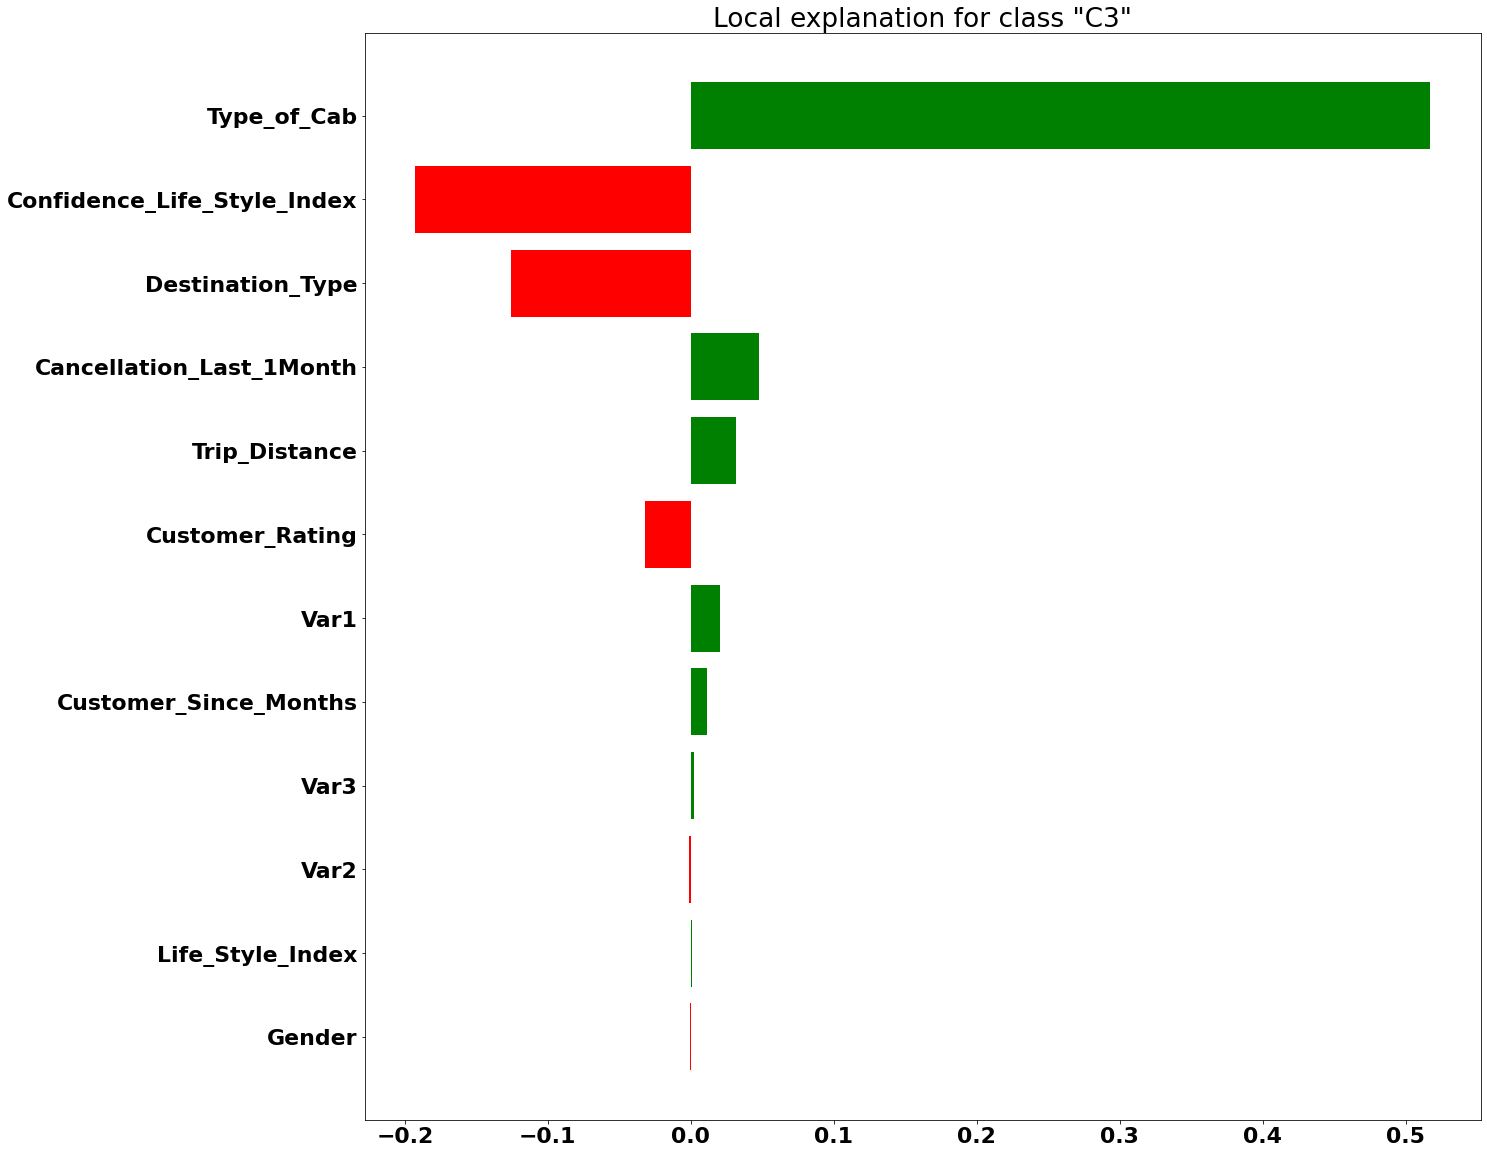 Local explanation for class "C3"
Type_of_Cab
Confidence_Life_Style_Index
Destination_Type
Cancellation_Last_1Month
Trip_Distance
Customer_Rating
Var1
Customer_Since_Months
Var3
Var2
Life_Style_Index
Gender
−0.2 −0.1 0.0 0.1 0.2 0.3 0.4 0.5